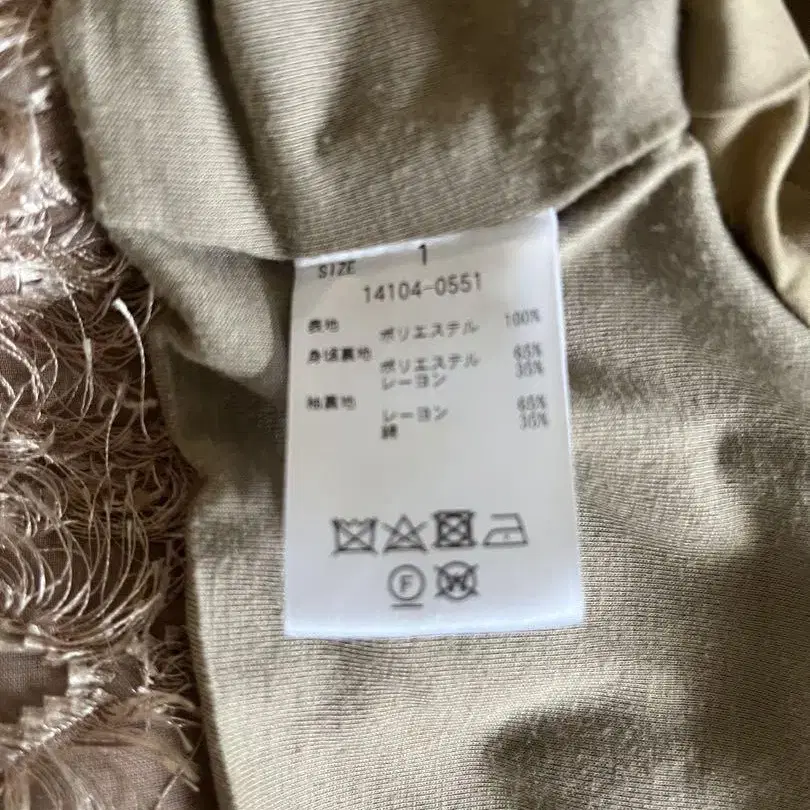 SIZE 1
14104-0551
表地 ポリエステル 100%
身頃裏地 ポリエステル 65%
レーヨン 35%
袖裏地 レーヨン 65%
綿 35%
F
W